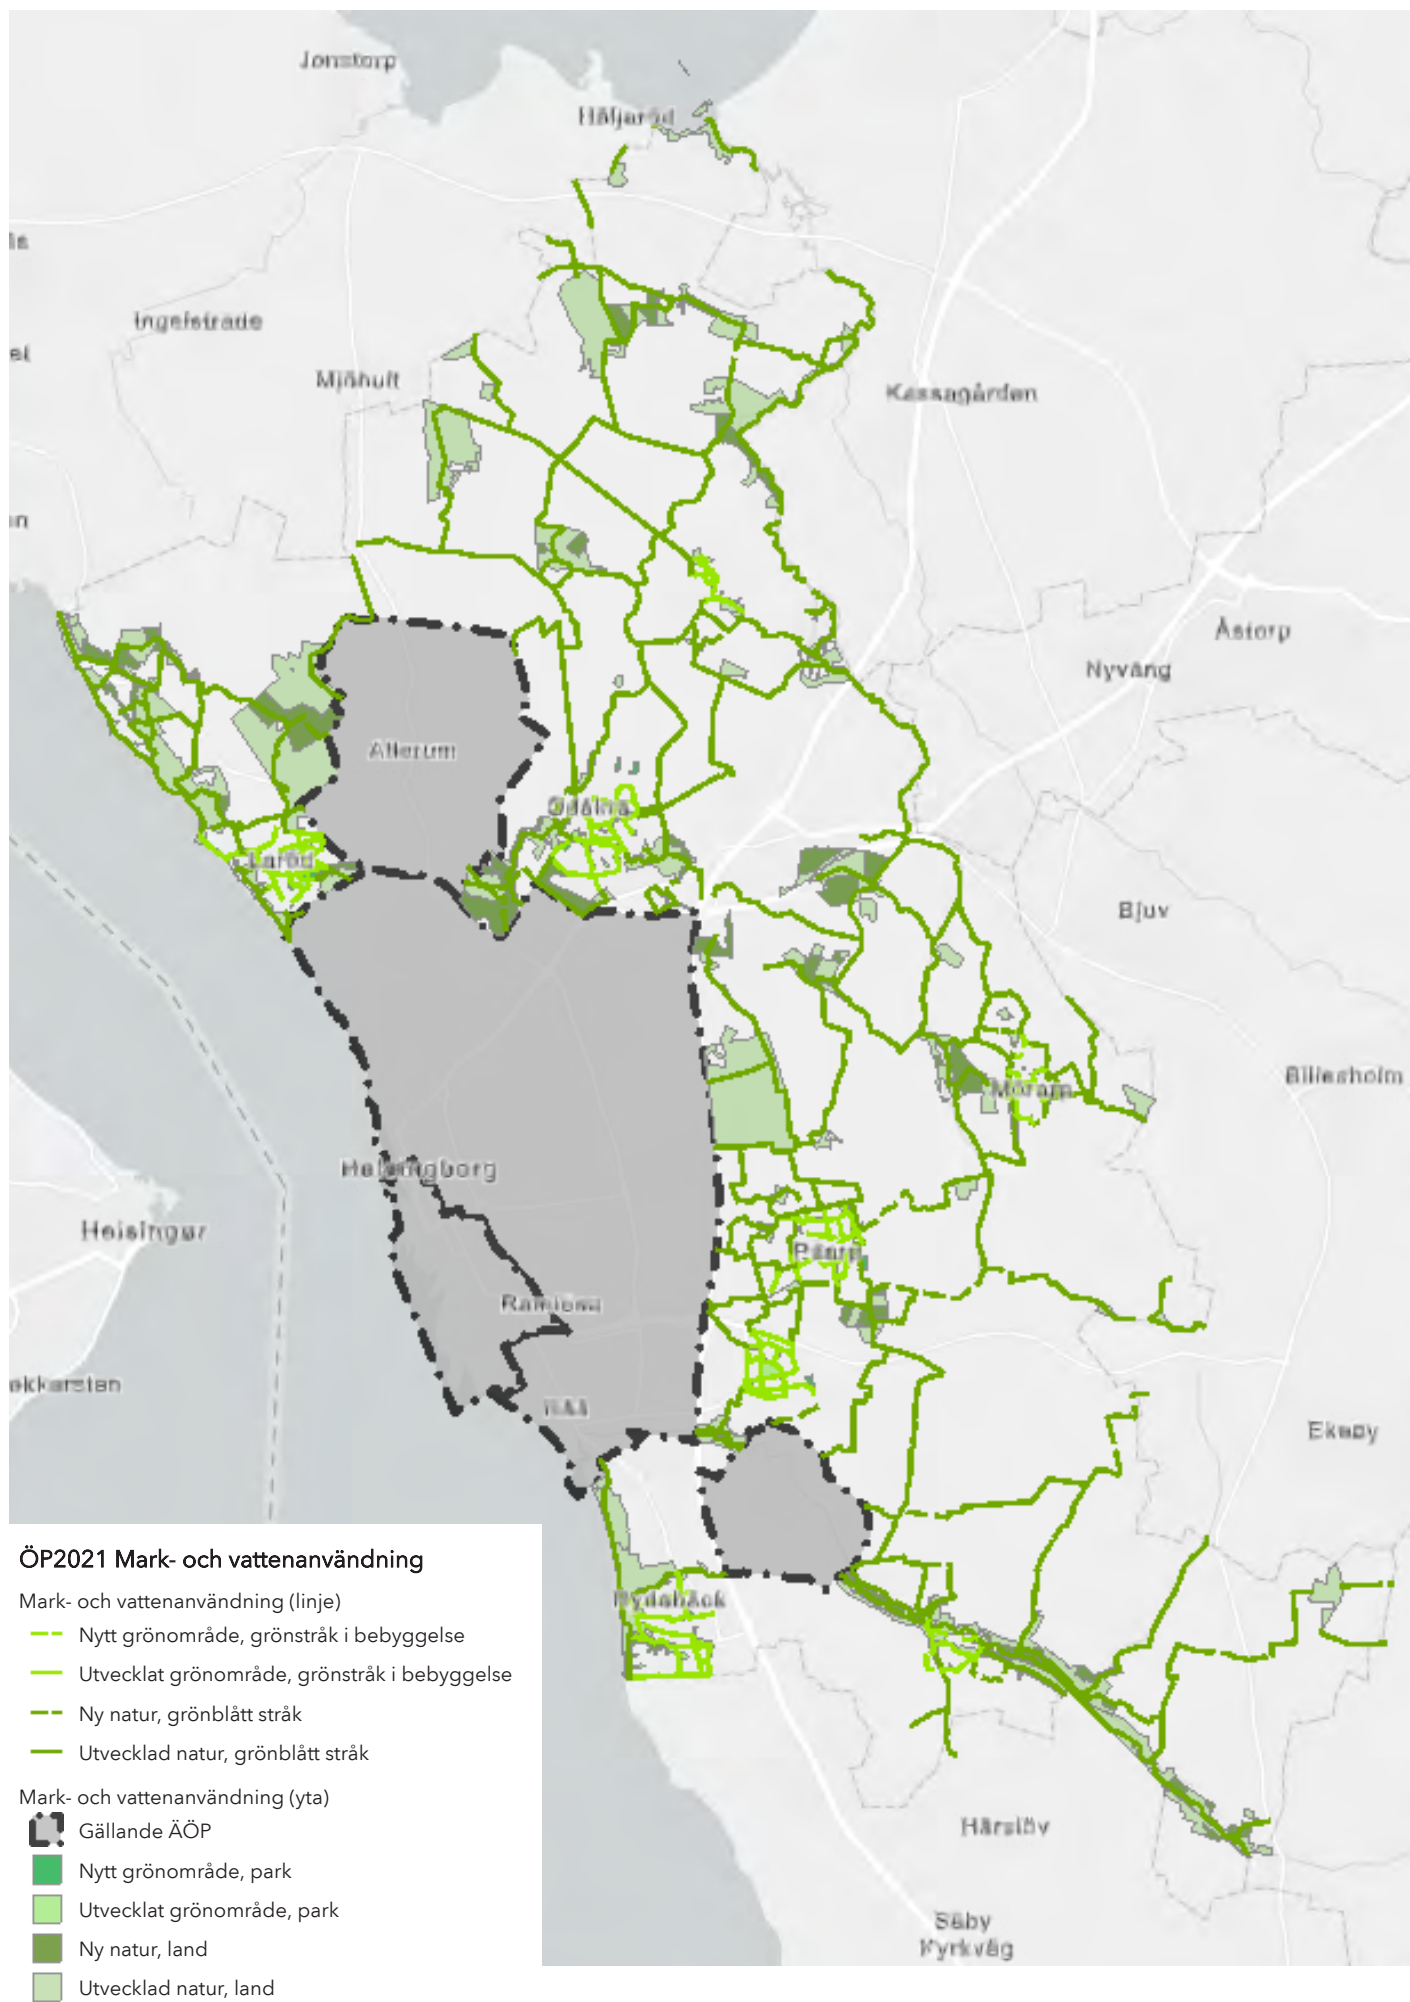 Jonstorp
Ingelstrade
Mjöhult
Kassagården
Åstorp
Nyvång
Allerum
Ödåkra
Laröd
Bjuv
Billesholm
Mörarp
Helsingborg
Helsingør
Påarp
Ramlösa
Råå
Ekeby
Rydebäck
Härslöv
Säby
Kyrkväg
ÖP2021 Mark- och vattenanvändning
Mark- och vattenanvändning (linje)
Nytt grönområde, grönstråk i bebyggelse
Utvecklat grönområde, grönstråk i bebyggelse
Ny natur, grönblått stråk
Utvecklad natur, grönblått stråk
Mark- och vattenanvändning (yta)
Gällande ÄÖP
Nytt grönområde, park
Utvecklat grönområde, park
Ny natur, land
Utvecklad natur, land